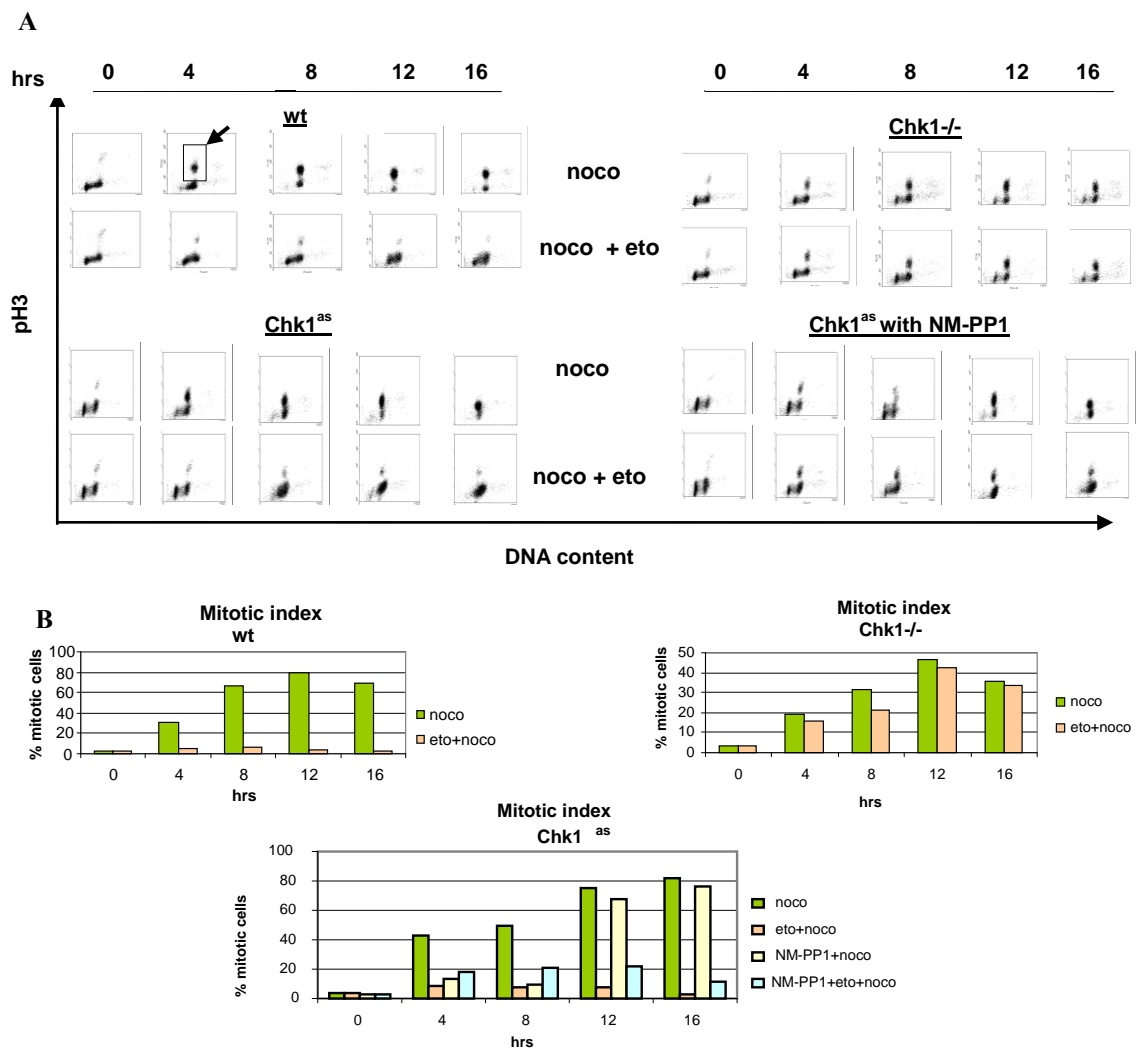 A
hrs 0 4 8 12 16 0 4 8 12 16
wt
Chk1-/-
noco
noco + eto
Chk1as
Chk1as with NM-PP1
noco
noco + eto
pH3
DNA content
B
Mitotic index
wt
% mitotic cells
100
80
60
40
20
0
0 4 8 12 16
hrs
noco
eto+noco
Mitotic index
Chk1-/-
% mitotic cells
50
40
30
20
10
0
0 4 8 12 16
hrs
noco
eto+noco
Mitotic index
Chk1 as
% mitotic cells
100
80
60
40
20
0
0 4 8 12 16
hrs
noco
eto+noco
NM-PP1+noco
NM-PP1+eto+noco